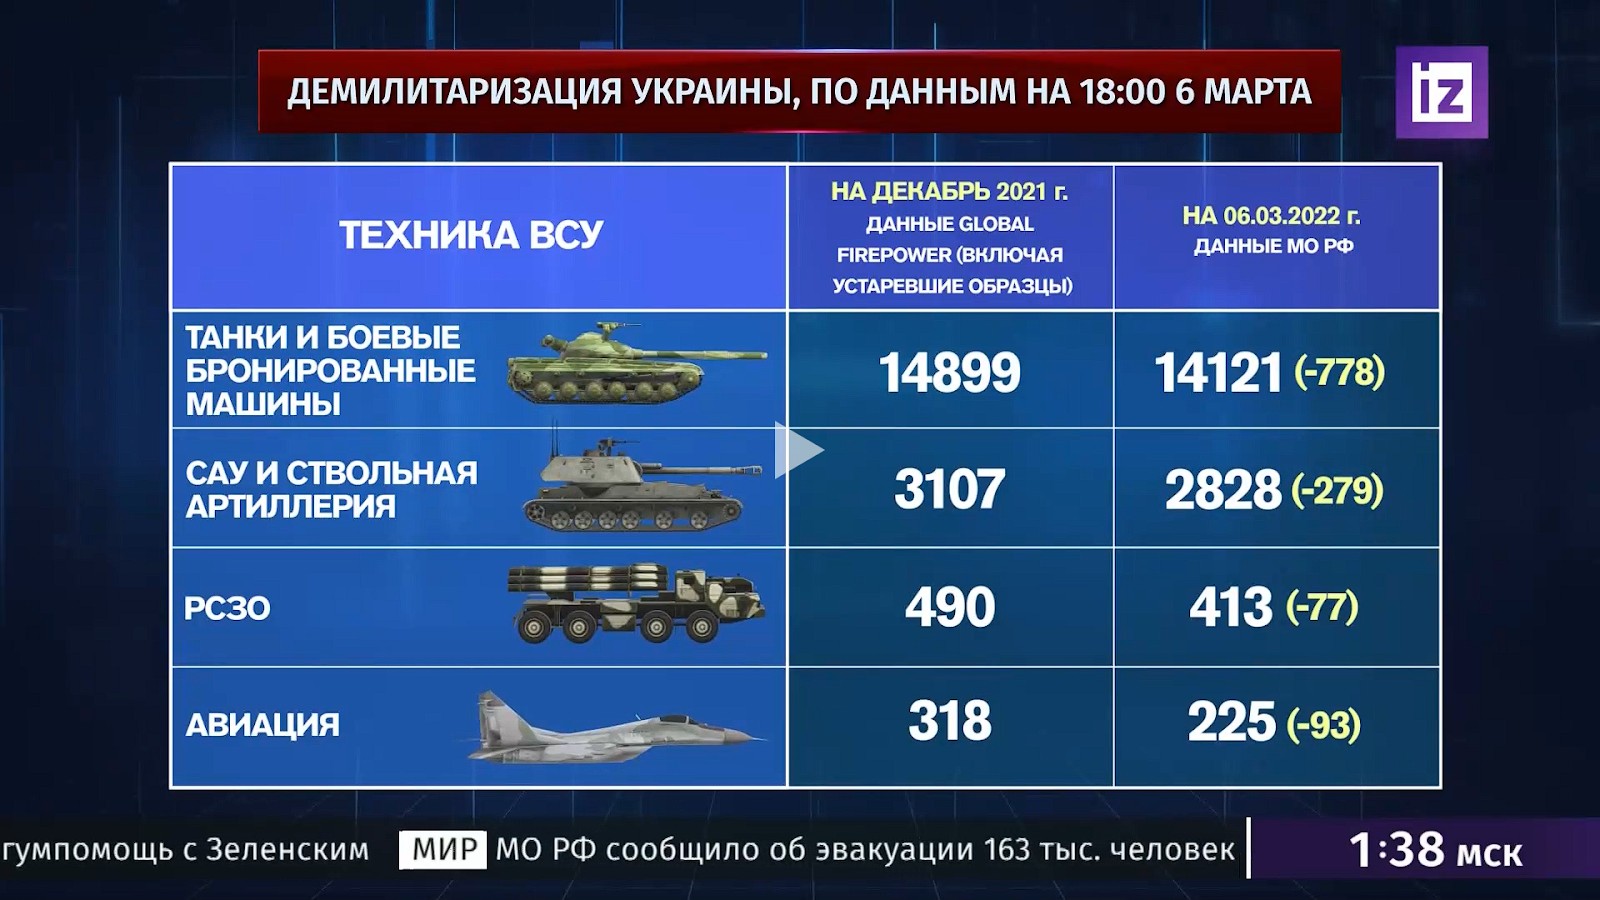 ДЕМИЛИТАРИЗАЦИЯ УКРАИНЫ, ПО ДАННЫМ НА 18:00 6 МАРТА
iz
ТЕХНИКА ВСУ
НА ДЕКАБРЬ 2021 г.
ДАННЫЕ GLOBAL
FIREPOWER (ВКЛЮЧАЯ
УСТАРЕВШИЕ ОБРАЗЦЫ)
НА 06.03.2022 г.
ДАННЫЕ МО РФ
ТАНКИ И БОЕВЫЕ
БРОНИРОВАННЫЕ
МАШИНЫ
14899
14121 (-778)
САУ И СТВОЛЬНАЯ
АРТИЛЛЕРИЯ
3107
2828 (-279)
РСЗО
490
413 (-77)
АВИАЦИЯ
318
225 (-93)
гумпомощь с Зеленским МИР МО РФ сообщило об эвакуации 163 тыс. человек
1:38 мск